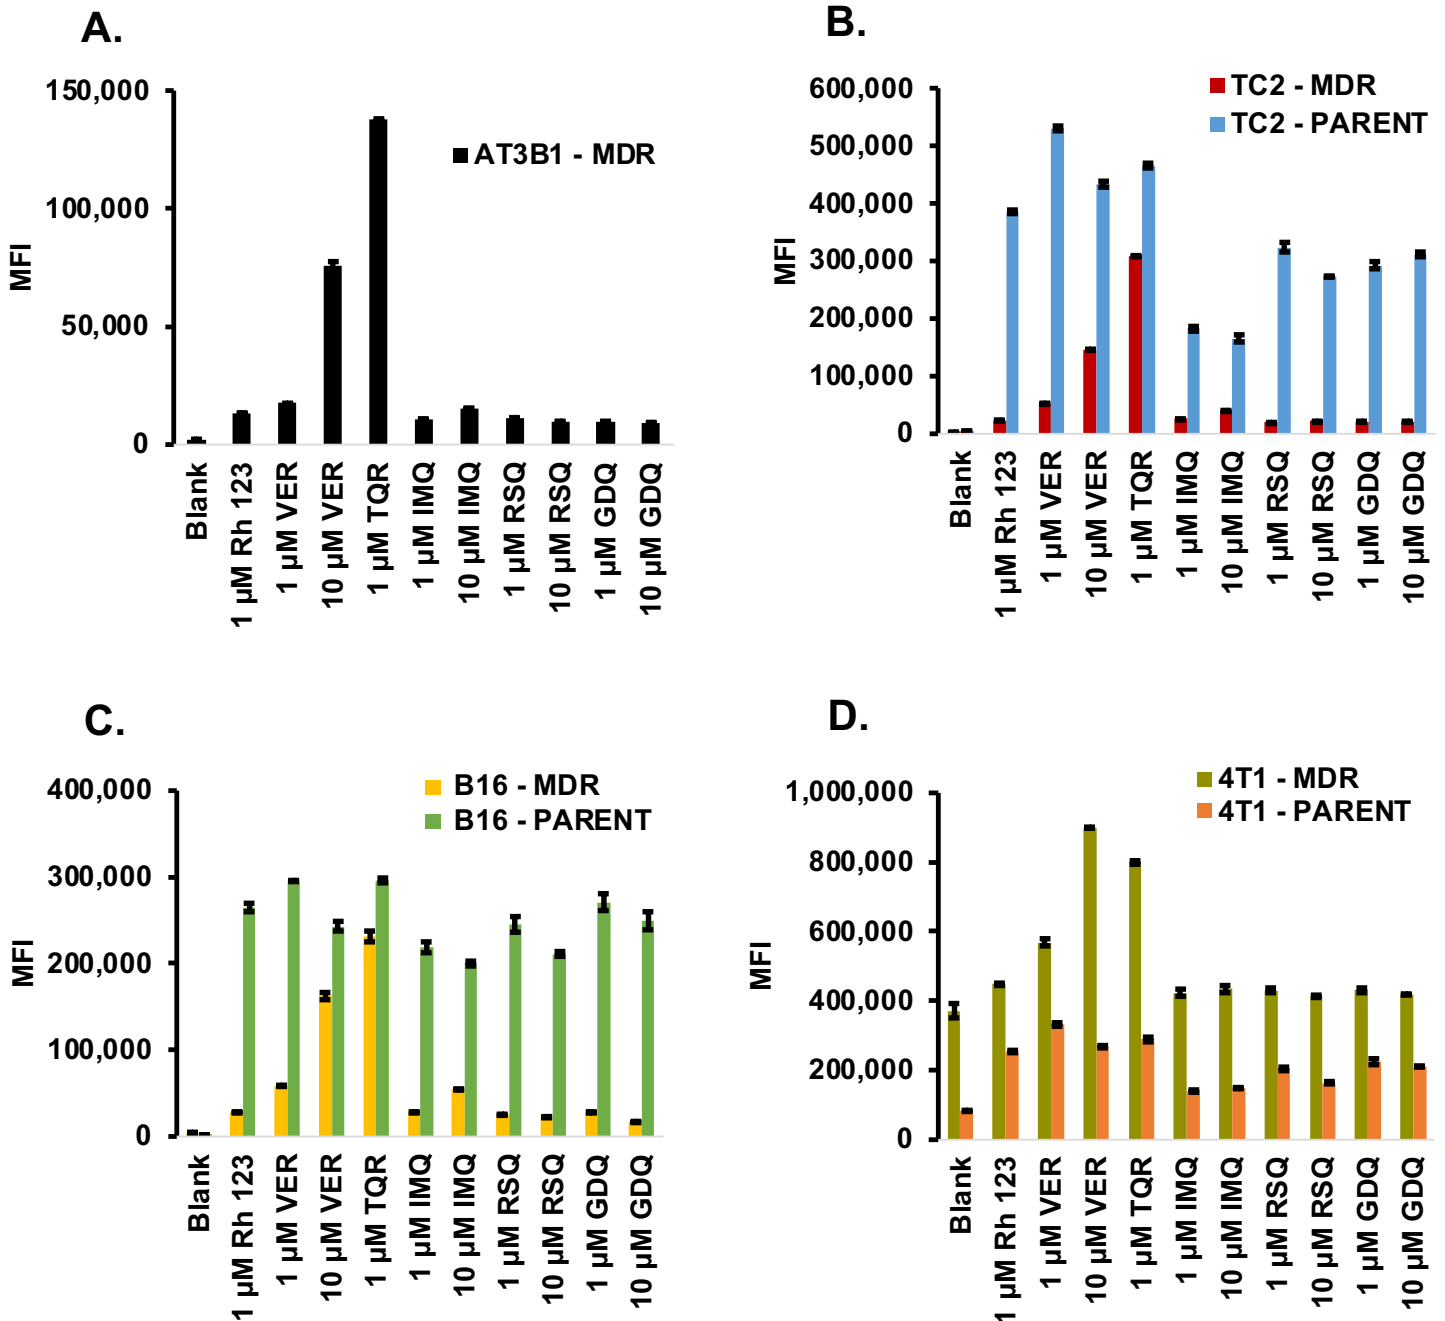 A.
150,000
100,000
50,000
0
MFI
AT3B1 - MDR
Blank
1 µM Rh 123
1 µM VER
10 µM VER
1 µM TQR
1 µM IMQ
10 µM IMQ
1 µM RSQ
10 µM RSQ
1 µM GDQ
10 µM GDQ
B.
600,000
500,000
400,000
300,000
200,000
100,000
0
MFI
TC2 - MDR
TC2 - PARENT
Blank
1 µM Rh 123
1 µM VER
10 µM VER
1 µM TQR
1 µM IMQ
10 µM IMQ
1 µM RSQ
10 µM RSQ
1 µM GDQ
10 µM GDQ
C.
400,000
300,000
200,000
100,000
0
MFI
B16 - MDR
B16 - PARENT
Blank
1 µM Rh 123
1 µM VER
10 µM VER
1 µM TQR
1 µM IMQ
10 µM IMQ
1 µM RSQ
10 µM RSQ
1 µM GDQ
10 µM GDQ
D.
1,000,000
800,000
600,000
400,000
200,000
0
MFI
4T1 - MDR
4T1 - PARENT
Blank
1 µM Rh 123
1 µM VER
10 µM VER
1 µM TQR
1 µM IMQ
10 µM IMQ
1 µM RSQ
10 µM RSQ
1 µM GDQ
10 µM GDQ